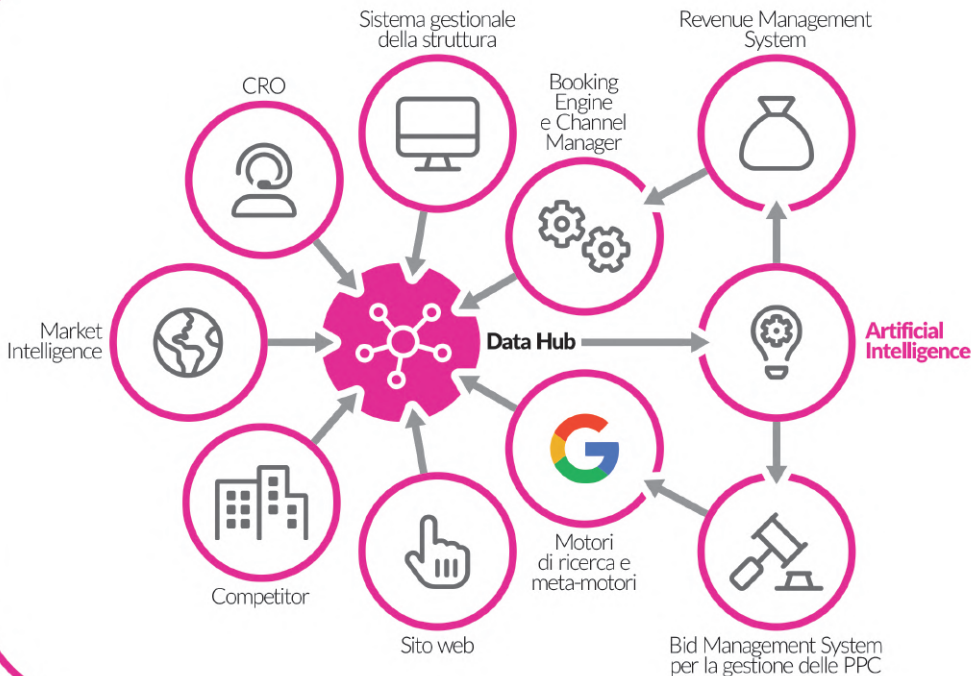 Sistema gestionale
della struttura
Revenue Management
System
CRO
Booking
Engine
e Channel
Manager
Market
Intelligence
Data Hub
Artificial
Intelligence
Competitor
Sito web
Motori
di ricerca e
meta-motori
Bid Management System
per la gestione delle PPC